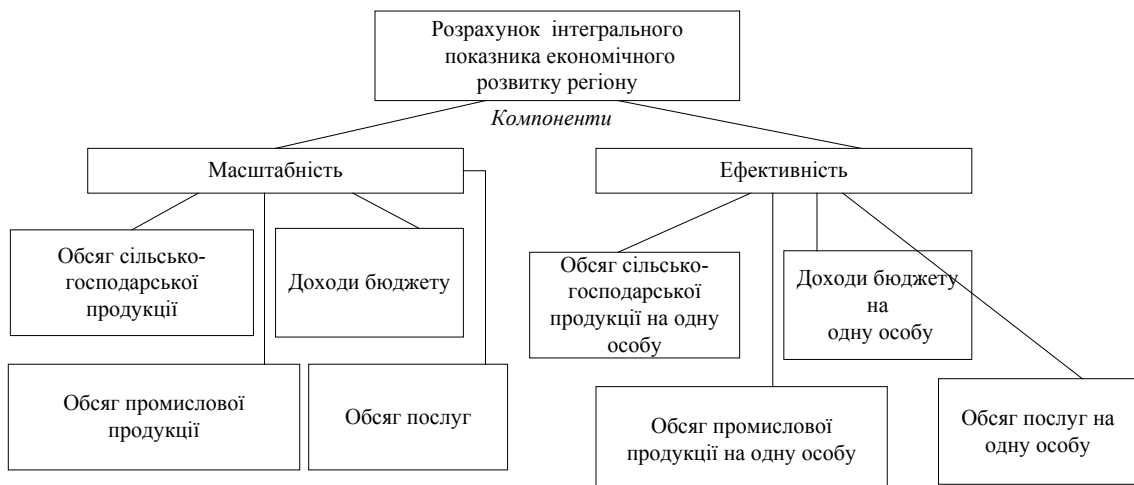 Розрахунок інтегрального
показника економічного
розвитку регіону
Компоненти
Масштабність
Ефективність
Обсяг сільсько-
господарської
продукції
Доходи бюджету
Обсяг промислової
продукції
Обсяг послуг
Обсяг сільсько-
господарської
продукції на одну
особу
Доходи бюджету
на
одну особу
Обсяг промислової
продукції на одну особу
Обсяг послуг на
одну особу